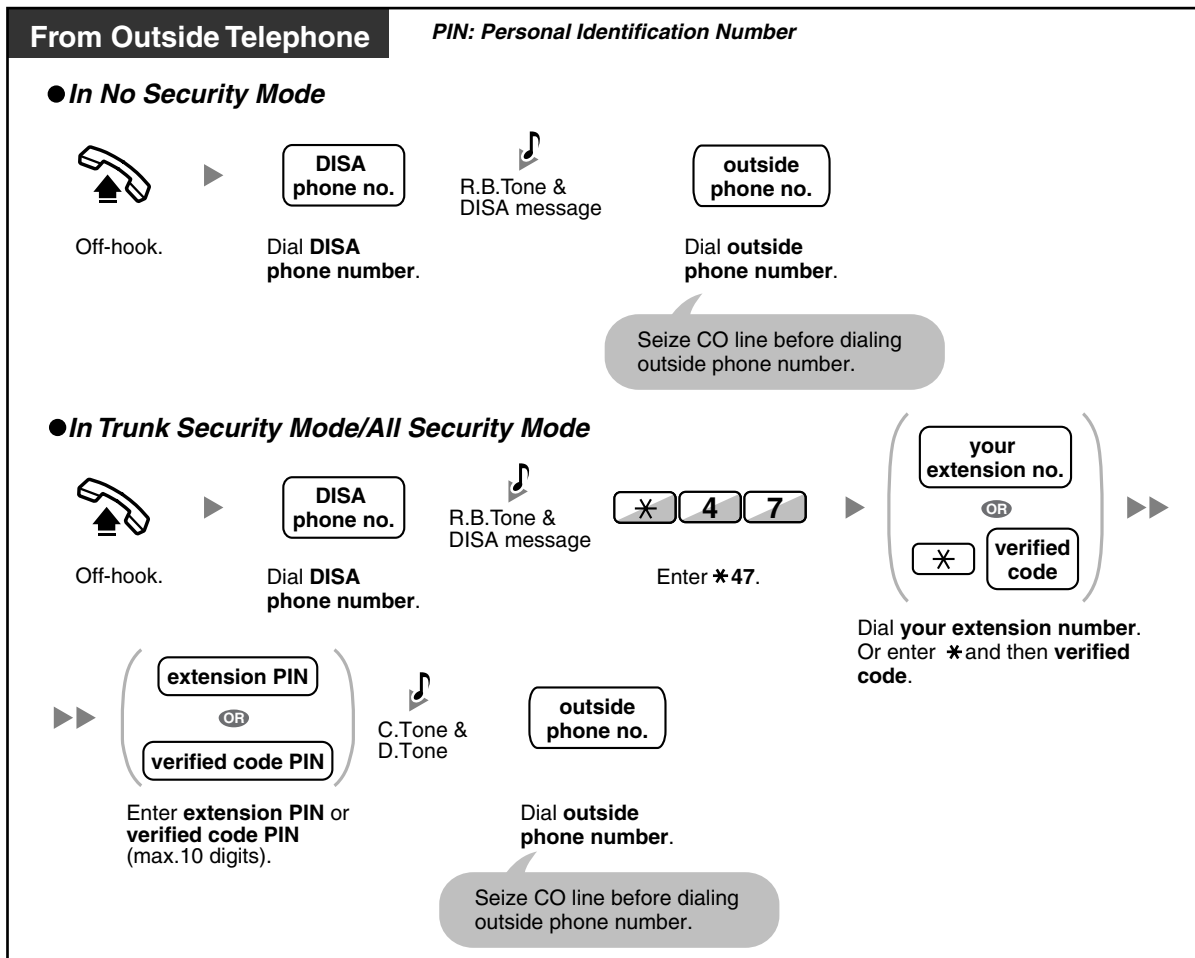 From Outside Telephone
PIN: Personal Identification Number
●In No Security Mode
DISA
phone no.
R.B.Tone &
DISA message
outside
phone no.
Off-hook.
Dial DISA
phone number.
Dial outside
phone number.
Seize CO line before dialing
outside phone number.
●In Trunk Security Mode/All Security Mode
DISA
phone no.
R.B.Tone &
DISA message
* 4 7
your
extension no.
OR
* verified
code
Off-hook.
Dial DISA
phone number.
Enter *47.
Dial your extension number.
Or enter * and then verified
code.
extension PIN
OR
verified code PIN
C.Tone &
D.Tone
outside
phone no.
Enter extension PIN or
verified code PIN
(max.10 digits).
Dial outside
phone number.
Seize CO line before dialing
outside phone number.